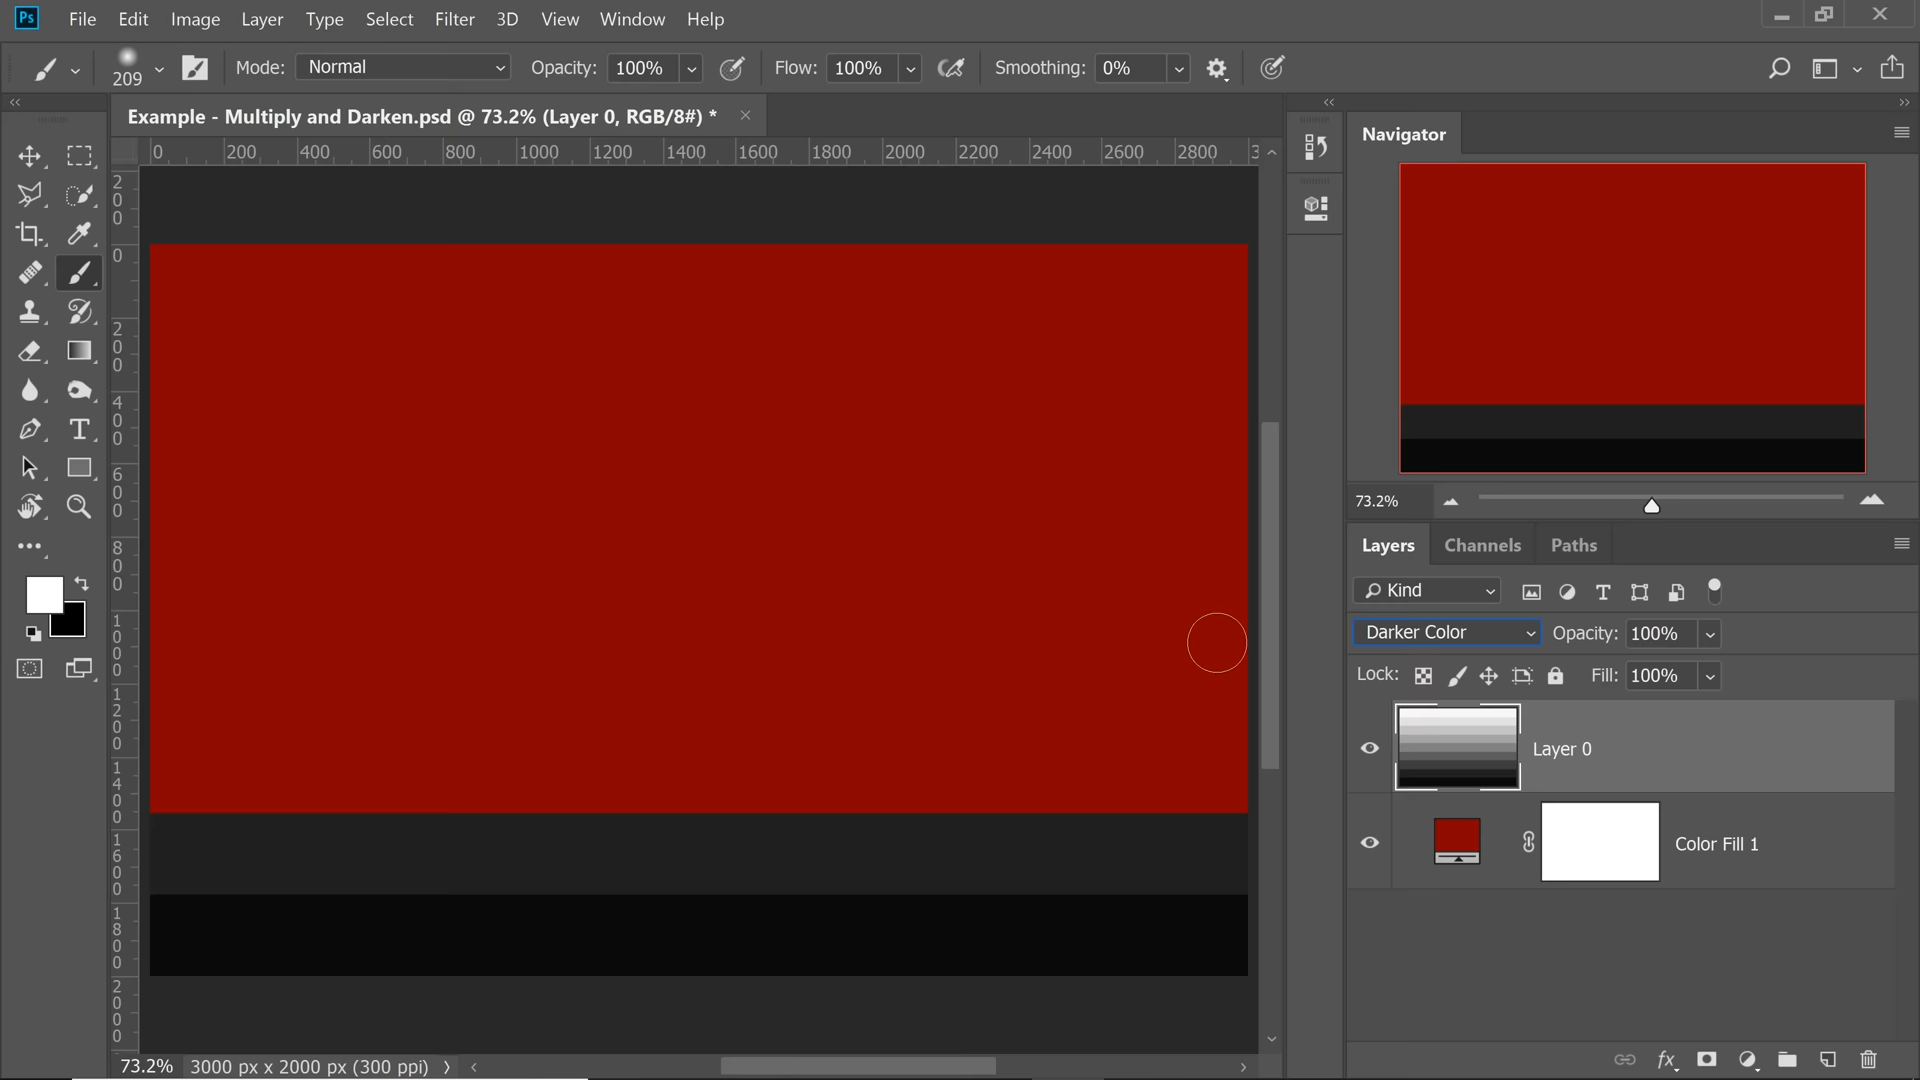 Ps File Edit Image Layer Type Select Filter 3D View Window Help
209 Mode: Normal Opacity: 100% Flow: 100% Smoothing: 0%
Example - Multiply and Darken.psd @ 73.2% (Layer 0, RGB/8#) *
0 200 400 600 800 1000 1200 1400 1600 1800 2000 2200 2400 2600 2800 3
200
0
200
400
600
800
1000
1200
1400
1600
1800
2000
73.2% 3000 px x 2000 px (300 ppi)
Navigator
73.2%
Layers Channels Paths
Kind
Darker Color Opacity: 100%
Lock: Fill: 100%
Layer 0
Color Fill 1
fx